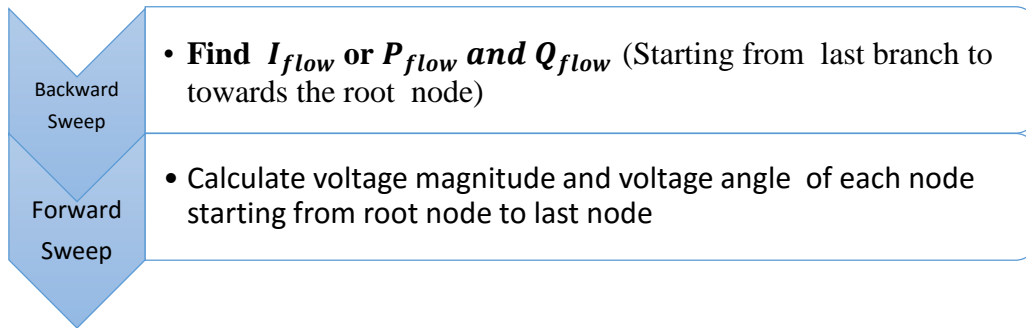 Backward
Sweep
• Find I_flow or P_flow and Q_flow (Starting from last branch to
towards the root node)
Forward
Sweep
• Calculate voltage magnitude and voltage angle of each node
starting from root node to last node